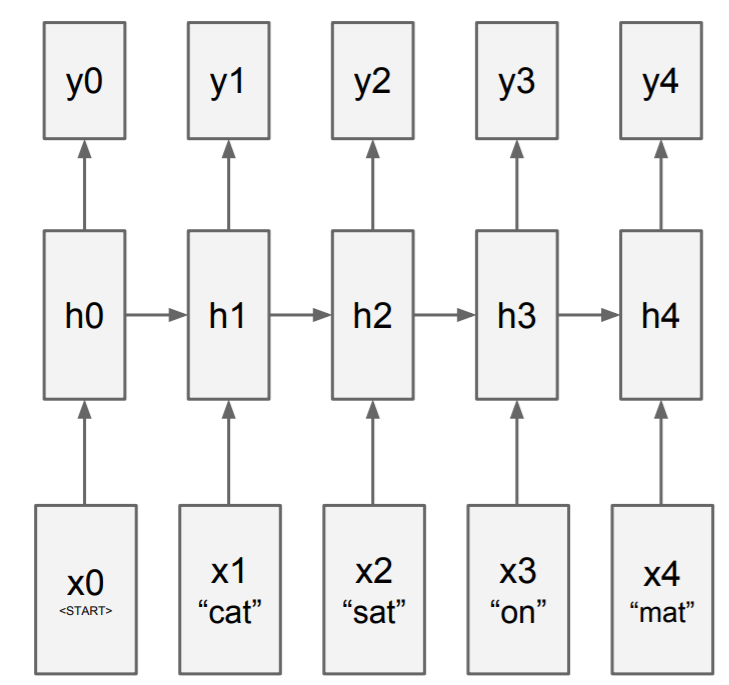 y0 y1 y2 y3 y4
h0 h1 h2 h3 h4
x0 x1 x2 x3 x4
<START> “cat” “sat” “on” “mat”